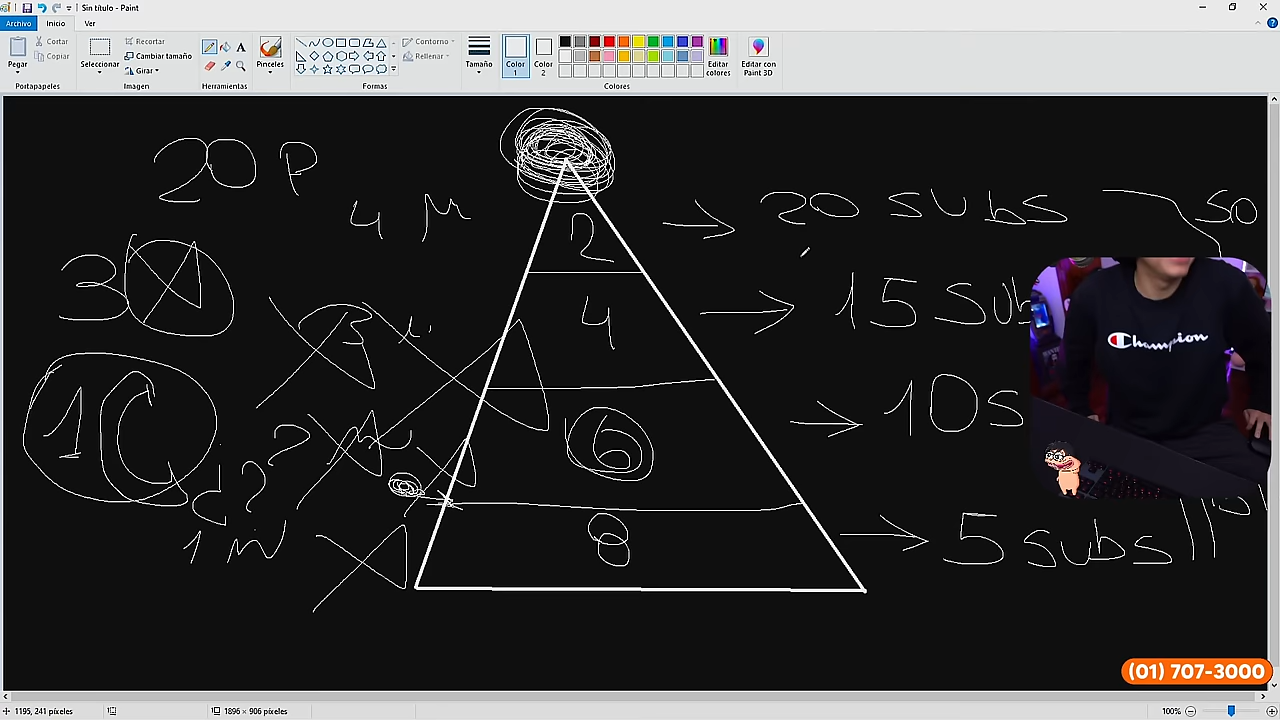 Sin título - Paint
Archivo Inicio Ver
Pegar
Cortar
Copiar
Portapapeles
Seleccionar
Recortar
Cambiar tamaño
Girar
Imagen
Herramientas
Pinceles
Formas
Contorno
Rellenar
Tamaño
Color 1
Color 2
Colores
Editar colores
Editar con Paint 3D
20 P
4 M
2 → 20 subs 50
3
4 → 15 Sub
Champion
10
6 → 10 s
8 → 5 subs
(01) 707-3000
1195, 241 píxeles
1896 × 906 píxeles
100%